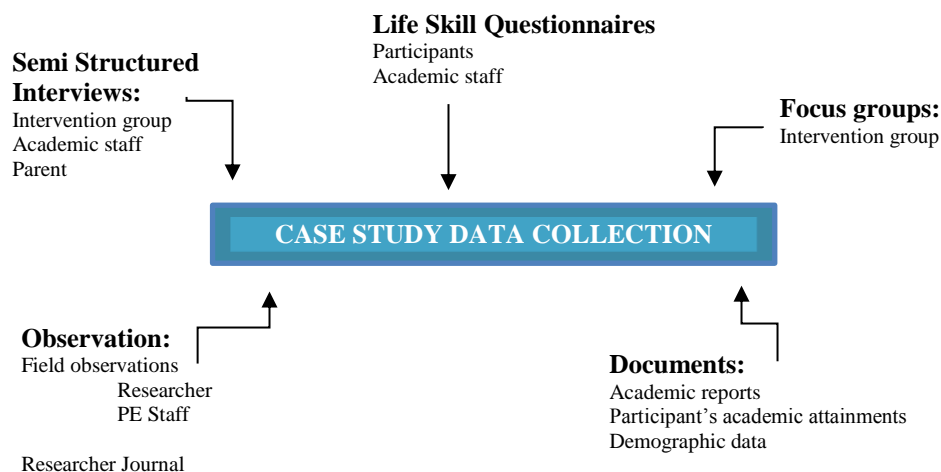 Life Skill Questionnaires
Participants
Academic staff
Semi Structured
Interviews:
Intervention group
Academic staff
Parent
Focus groups:
Intervention group
CASE STUDY DATA COLLECTION
Observation:
Field observations
Researcher
PE Staff
Researcher Journal
Documents:
Academic reports
Participant’s academic attainments
Demographic data